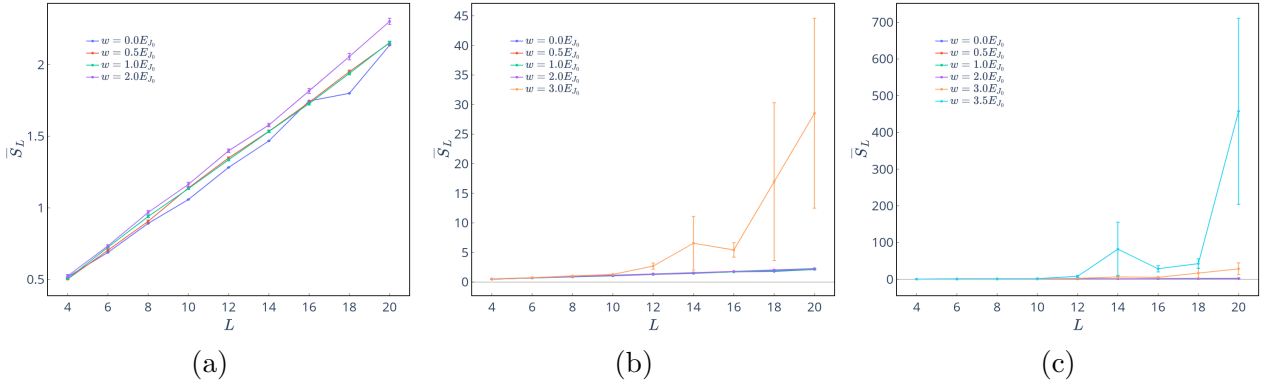 w = 0.0E_{J_0}
w = 0.5E_{J_0}
w = 1.0E_{J_0}
w = 2.0E_{J_0}
2
1.5
1
0.5
4 6 8 10 12 14 16 18 20
L
\overline{S}_L
(a)
w = 0.0E_{J_0}
w = 0.5E_{J_0}
w = 1.0E_{J_0}
w = 2.0E_{J_0}
w = 3.0E_{J_0}
45
40
35
30
25
20
15
10
5
0
4 6 8 10 12 14 16 18 20
L
\overline{S}_L
(b)
w = 0.0E_{J_0}
w = 0.5E_{J_0}
w = 1.0E_{J_0}
w = 2.0E_{J_0}
w = 3.0E_{J_0}
w = 3.5E_{J_0}
700
600
500
400
300
200
100
0
4 6 8 10 12 14 16 18 20
L
\overline{S}_L
(c)